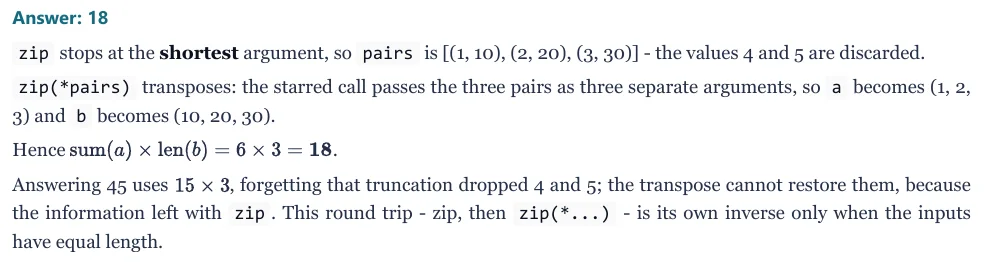 Answer: 18
zip stops at the shortest argument, so pairs is [(1, 10), (2, 20), (3, 30)] - the values 4 and 5 are discarded.
zip(*pairs) transposes: the starred call passes the three pairs as three separate arguments, so a becomes (1, 2,
3) and b becomes (10, 20, 30).
Hence sum(a) × len(b) = 6 × 3 = 18.
Answering 45 uses 15 × 3, forgetting that truncation dropped 4 and 5; the transpose cannot restore them, because
the information left with zip . This round trip - zip, then zip(*...) - is its own inverse only when the inputs
have equal length.